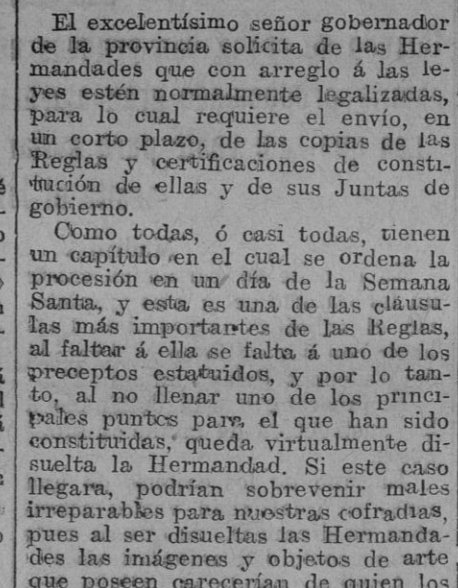 El excelentísimo señor gobernador
de la provincia solicita de las Her-
mandades que con arreglo á las le-
yes estén normalmente legalizadas,
para lo cual requiere el envío, en
un corto plazo, de las copias de las
Reglas y certificaciones de consti-
tución de ellas y de sus Juntas de
gobierno.
Como todas, ó casi todas, tienen
un capítulo en el cual se ordena la
procesión en un día de la Semana
Santa, y esta es una de las cláusu-
las más importantes de las Reglas,
al faltar á ella se falta á uno de los
preceptos estatuidos, y por lo tan-
to, al no llenar uno de los princi-
pales puntos para el que han sido
constituidas, queda virtualmente di-
suelta la Hermandad. Si este caso
llegara, podrían sobrevenir males
irreparables para nuestras cofradias,
pues al ser disueltas las Hermanda-
des las imágenes y objetos de arte
que poseen carecerían de quien los